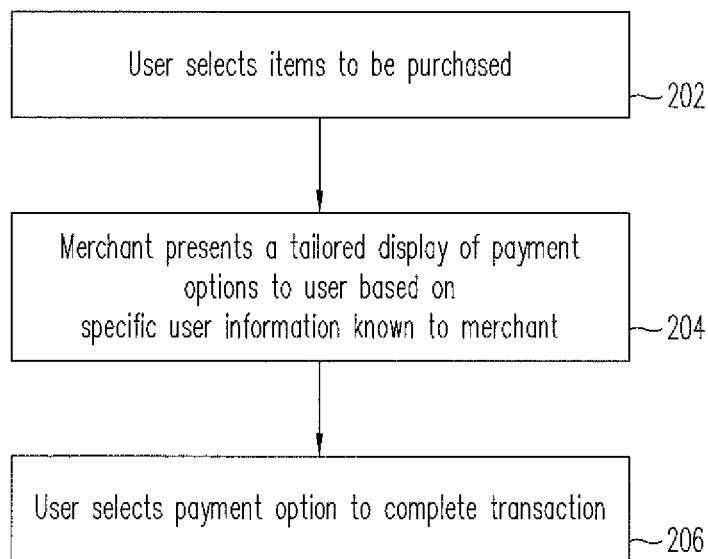 User selects items to be purchased
202
Merchant presents a tailored display of payment
options to user based on
specific user information known to merchant
204
User selects payment option to complete transaction
206